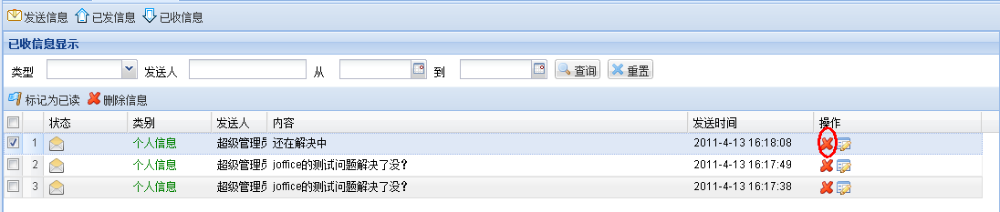 发送信息 已发信息 已收信息
已收信息显示
类型 发送人 从 到 查询 重置
标记为已读 删除信息
状态 类别 发送人 内容 发送时间 操作
1 个人信息 超级管理员 还在解决中 2011-4-13 16:18:08
2 个人信息 超级管理员 joffice的测试问题解决了没? 2011-4-13 16:17:49
3 个人信息 超级管理员 joffice的测试问题解决了没? 2011-4-13 16:17:38